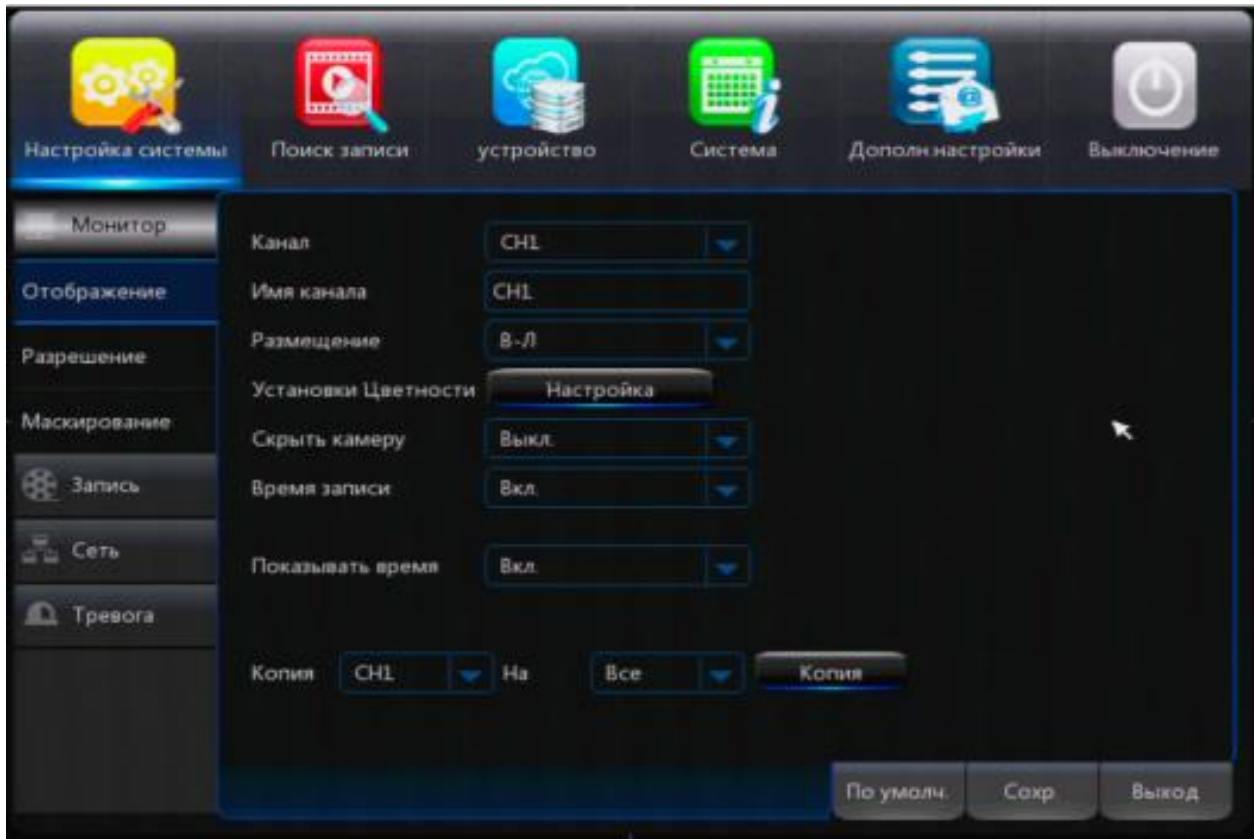 Настройка системы
Поиск записи
устройство
Система
Дополн.настройки
Выключение
Монитор
Отображение
Разрешение
Маскирование
Запись
Сеть
Тревога
Канал CH1
Имя канала CH1
Размещение В-Л
Установки Цветности Настройка
Скрыть камеру Выкл.
Время записи Вкл.
Показывать время Вкл.
Копия CH1 На Все Копия
По умолч. Сохр Выход